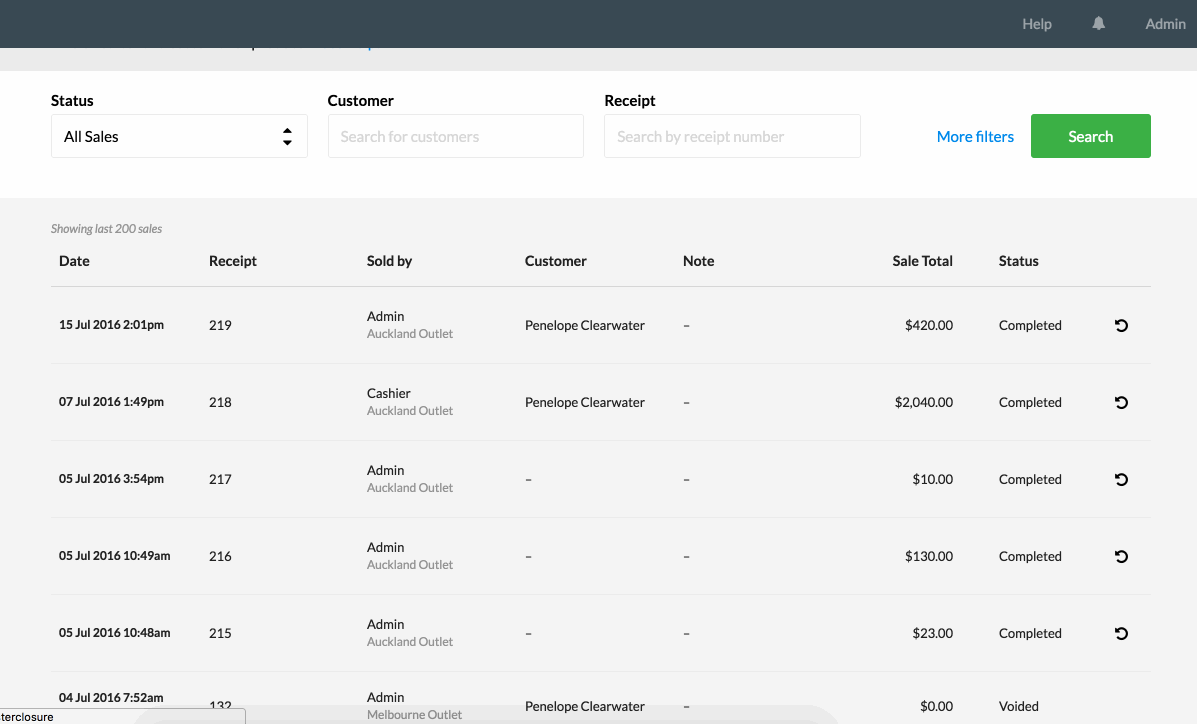 Help Admin
Status Customer Receipt
All Sales Search for customers Search by receipt number More filters Search
Showing last 200 sales
Date Receipt Sold by Customer Note Sale Total Status
15 Jul 2016 2:01pm 219 Admin Auckland Outlet Penelope Clearwater – $420.00 Completed
07 Jul 2016 1:49pm 218 Cashier Auckland Outlet Penelope Clearwater – $2,040.00 Completed
05 Jul 2016 3:54pm 217 Admin Auckland Outlet – – $10.00 Completed
05 Jul 2016 10:49am 216 Admin Auckland Outlet – – $130.00 Completed
05 Jul 2016 10:48am 215 Admin Auckland Outlet – – $23.00 Completed
04 Jul 2016 7:52am 132 Admin Melbourne Outlet Penelope Clearwater – $0.00 Voided
terclosure